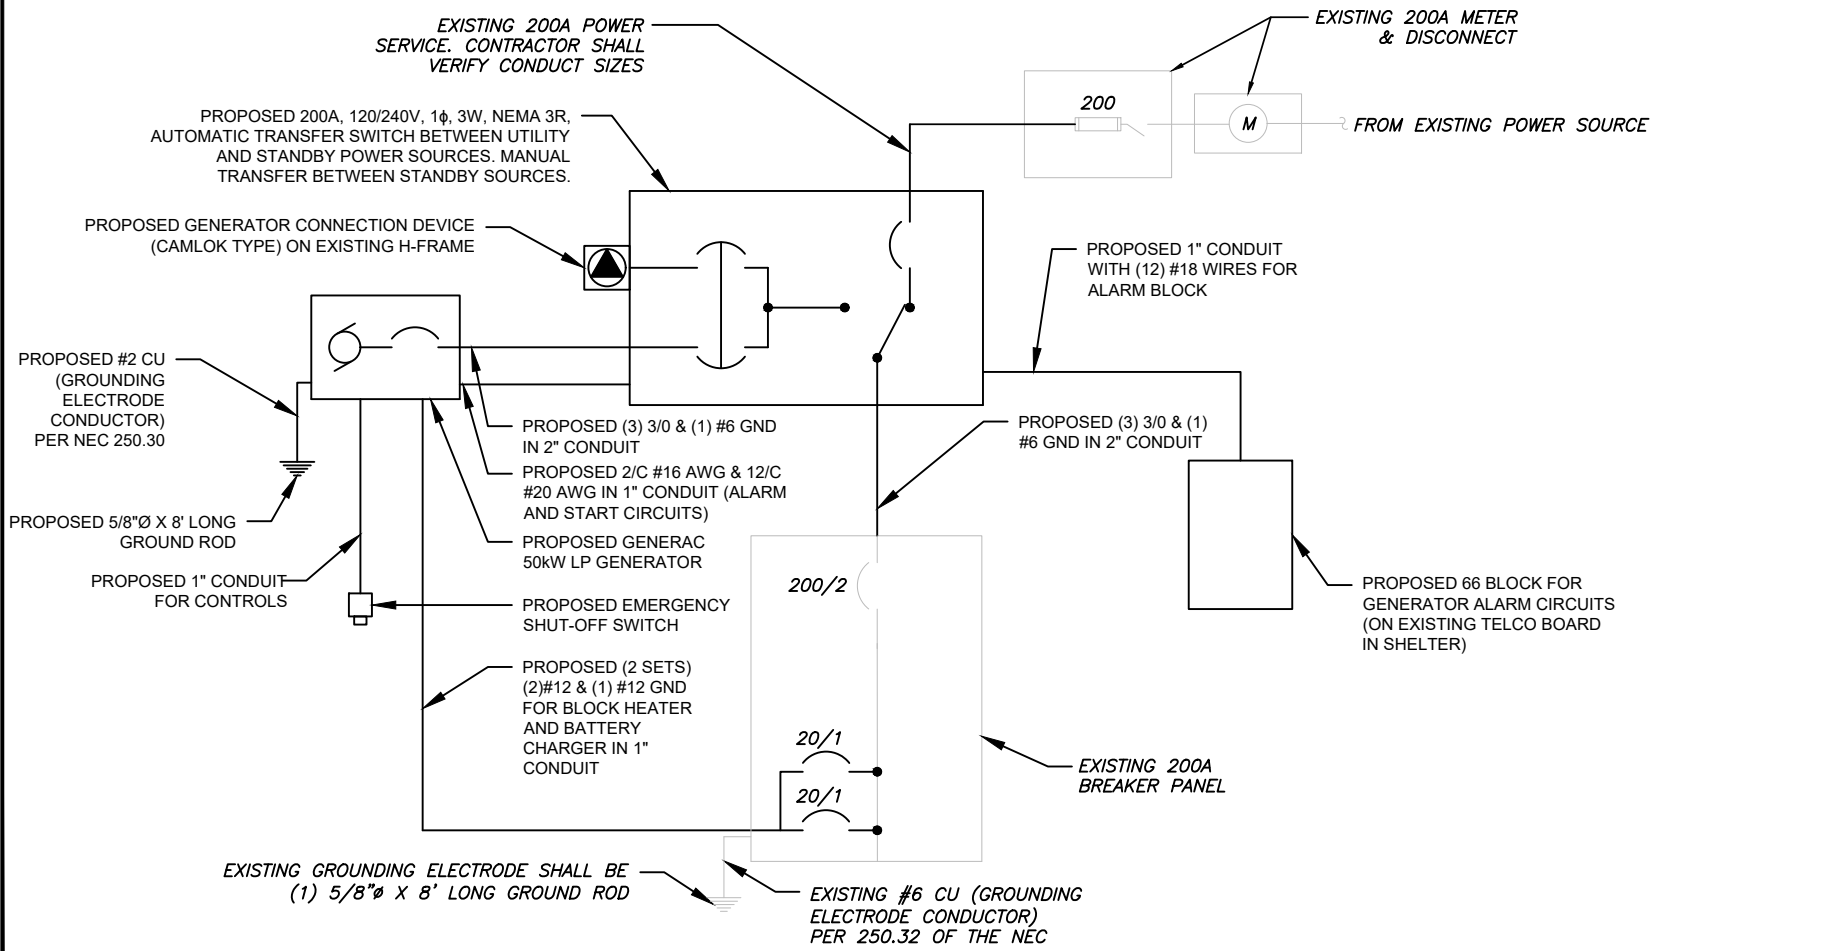 EXISTING 200A POWER
SERVICE. CONTRACTOR SHALL
VERIFY CONDUCT SIZES
EXISTING 200A METER
& DISCONNECT
200
M
FROM EXISTING POWER SOURCE
PROPOSED 200A, 120/240V, 1ϕ, 3W, NEMA 3R,
AUTOMATIC TRANSFER SWITCH BETWEEN UTILITY
AND STANDBY POWER SOURCES. MANUAL
TRANSFER BETWEEN STANDBY SOURCES.
PROPOSED GENERATOR CONNECTION DEVICE
(CAMLOK TYPE) ON EXISTING H-FRAME
PROPOSED 1" CONDUIT
WITH (12) #18 WIRES FOR
ALARM BLOCK
PROPOSED #2 CU
(GROUNDING
ELECTRODE
CONDUCTOR)
PER NEC 250.30
PROPOSED (3) 3/0 & (1) #6 GND
IN 2" CONDUIT
PROPOSED (3) 3/0 & (1)
#6 GND IN 2" CONDUIT
PROPOSED 2/C #16 AWG & 12/C
#20 AWG IN 1" CONDUIT (ALARM
AND START CIRCUITS)
PROPOSED 5/8"Ø X 8' LONG
GROUND ROD
PROPOSED GENERAC
50kW LP GENERATOR
PROPOSED 1" CONDUIT
FOR CONTROLS
PROPOSED EMERGENCY
SHUT-OFF SWITCH
200/2
PROPOSED 66 BLOCK FOR
GENERATOR ALARM CIRCUITS
(ON EXISTING TELCO BOARD
IN SHELTER)
PROPOSED (2 SETS)
(2)#12 & (1) #12 GND
FOR BLOCK HEATER
AND BATTERY
CHARGER IN 1"
CONDUIT
20/1
20/1
EXISTING 200A
BREAKER PANEL
EXISTING GROUNDING ELECTRODE SHALL BE
(1) 5/8"ø X 8' LONG GROUND ROD
EXISTING #6 CU (GROUNDING
ELECTRODE CONDUCTOR)
PER 250.32 OF THE NEC